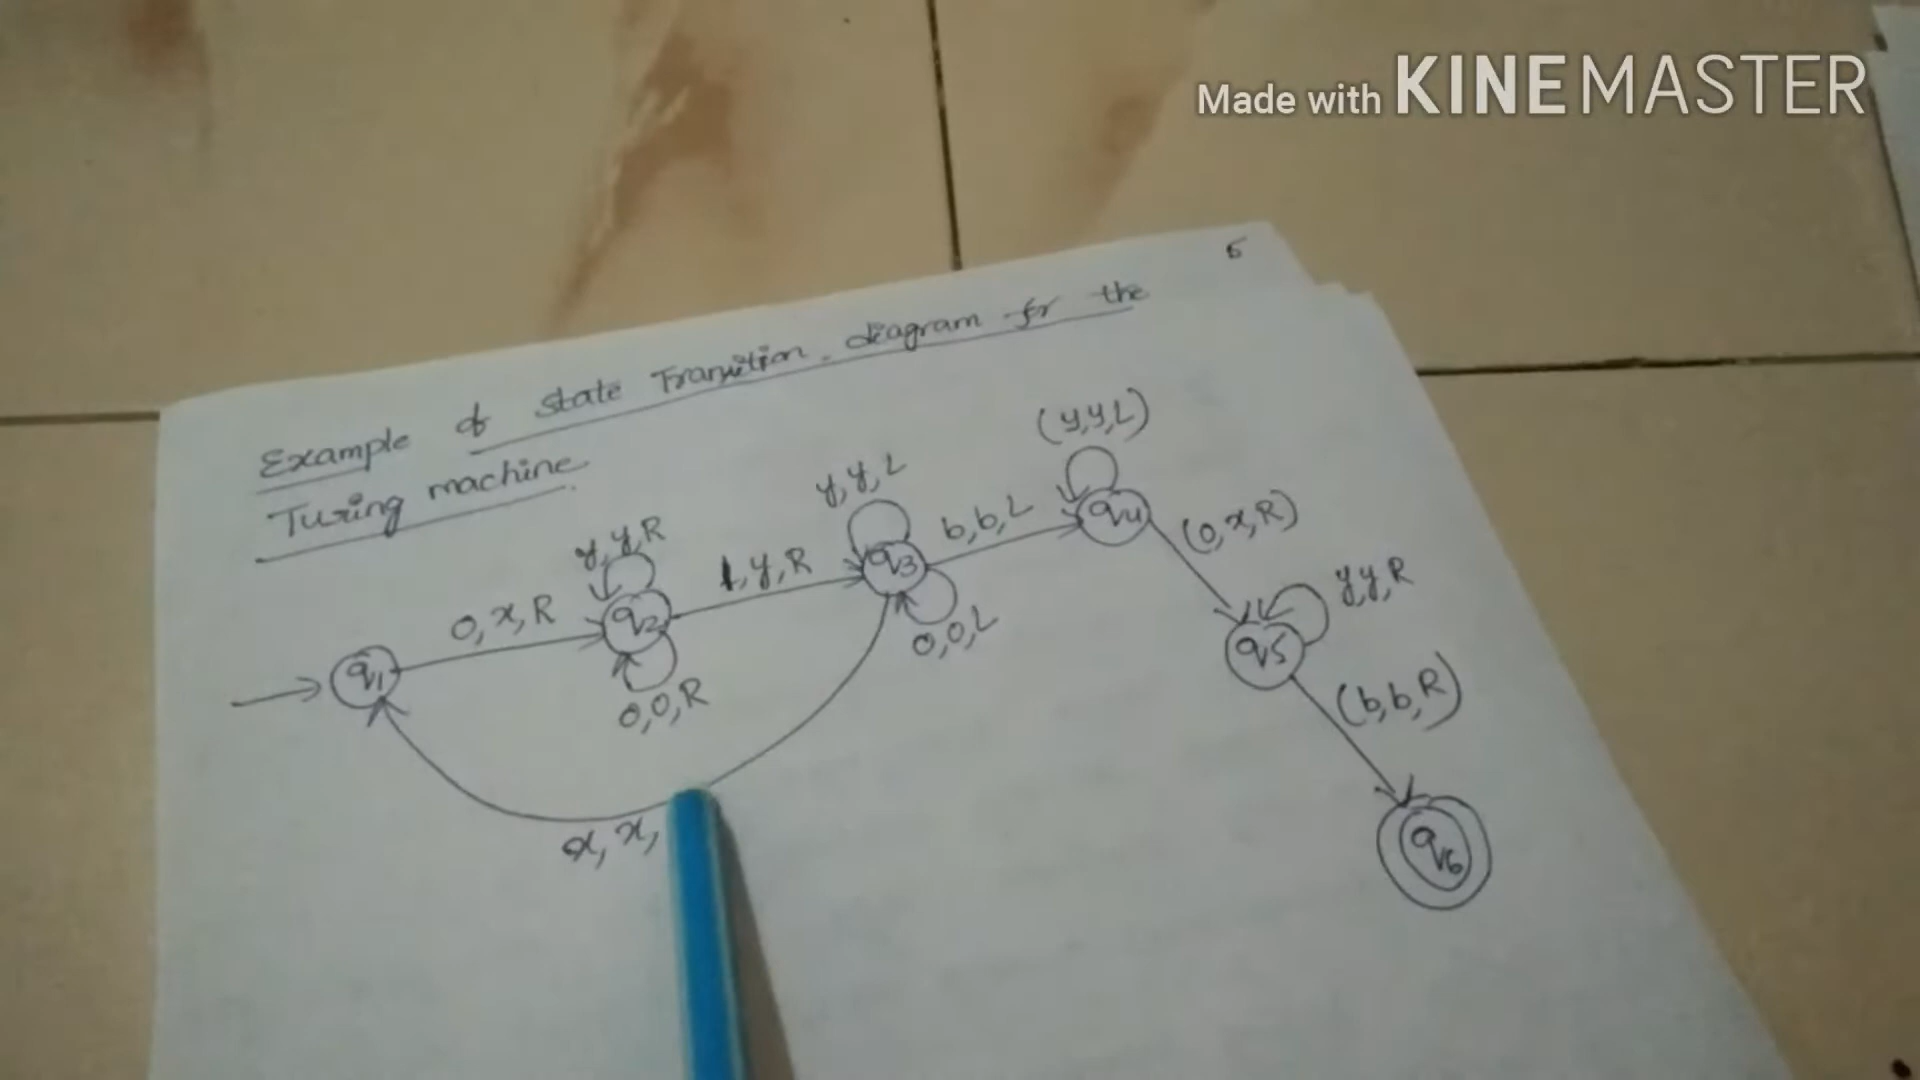 Made with KINEMASTER
5
Example of state Transition diagram for the
Turing machine.
(y,y,L)
y,y,L
b,b,L
q4
(0,x,R)
y,y,R
1,y,R
q3
y,y,R
0,x,R
q2
0,0,L
q5
q1
0,0,R
(b,b,R)
x,x,
q6